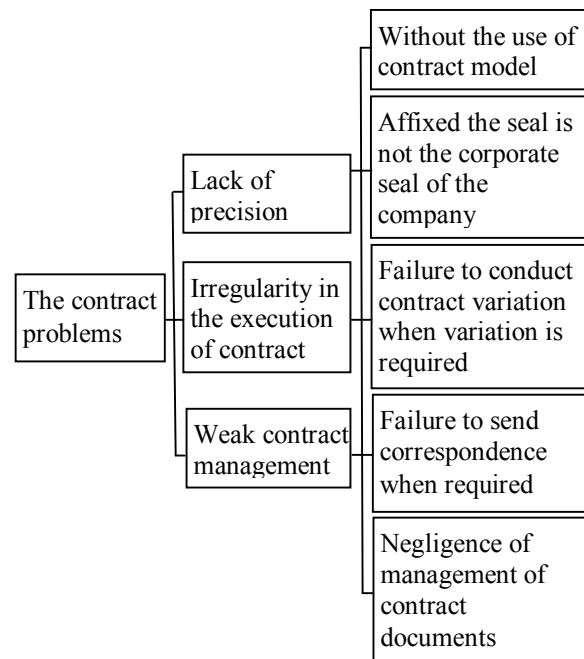 The contract
problems
Lack of
precision
Irregularity in
the execution
of contract
Weak contract
management
Without the use of
contract model
Affixed the seal is
not the corporate
seal of the
company
Failure to conduct
contract variation
when variation is
required
Failure to send
correspondence
when required
Negligence of
management of
contract
documents